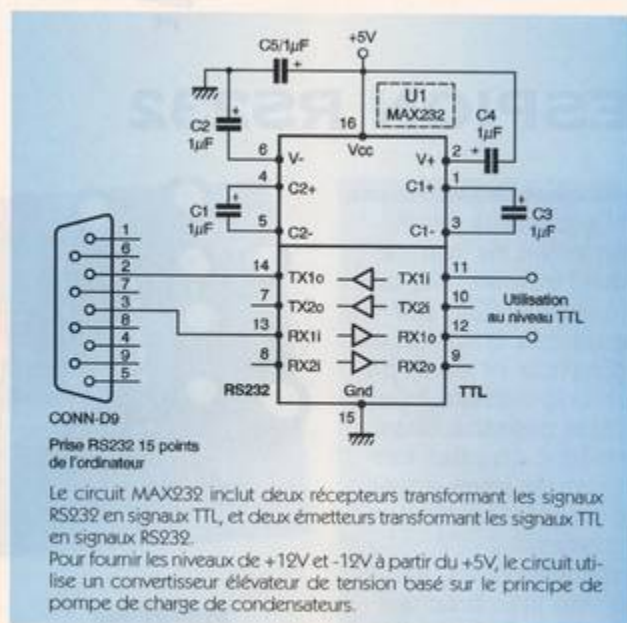 C5/1µF
+
+5V
U1
MAX232
C2
1µF
+
C4
1µF
+
16
Vcc
6
V-
V+
2
4
C2+
C1+
1
C1
1µF
+
C3
1µF
+
5
C2-
C1-
3
14
TX1o
TX1i
11
7
TX2o
TX2i
10
13
RX1i
RX1o
12
8
RX2i
RX2o
9
RS232
Gnd
TTL
15
Utilisation
au niveau TTL
1
6
2
7
3
8
4
9
5
CONN-D9
Prise RS232 15 points
de l'ordinateur
Le circuit MAX232 inclut deux récepteurs transformant les signaux
RS232 en signaux TTL, et deux émetteurs transformant les signaux TTL
en signaux RS232.
Pour fournir les niveaux de +12V et -12V à partir du +5V, le circuit uti-
lise un convertisseur élévateur de tension basé sur le principe de
pompe de charge de condensateurs.